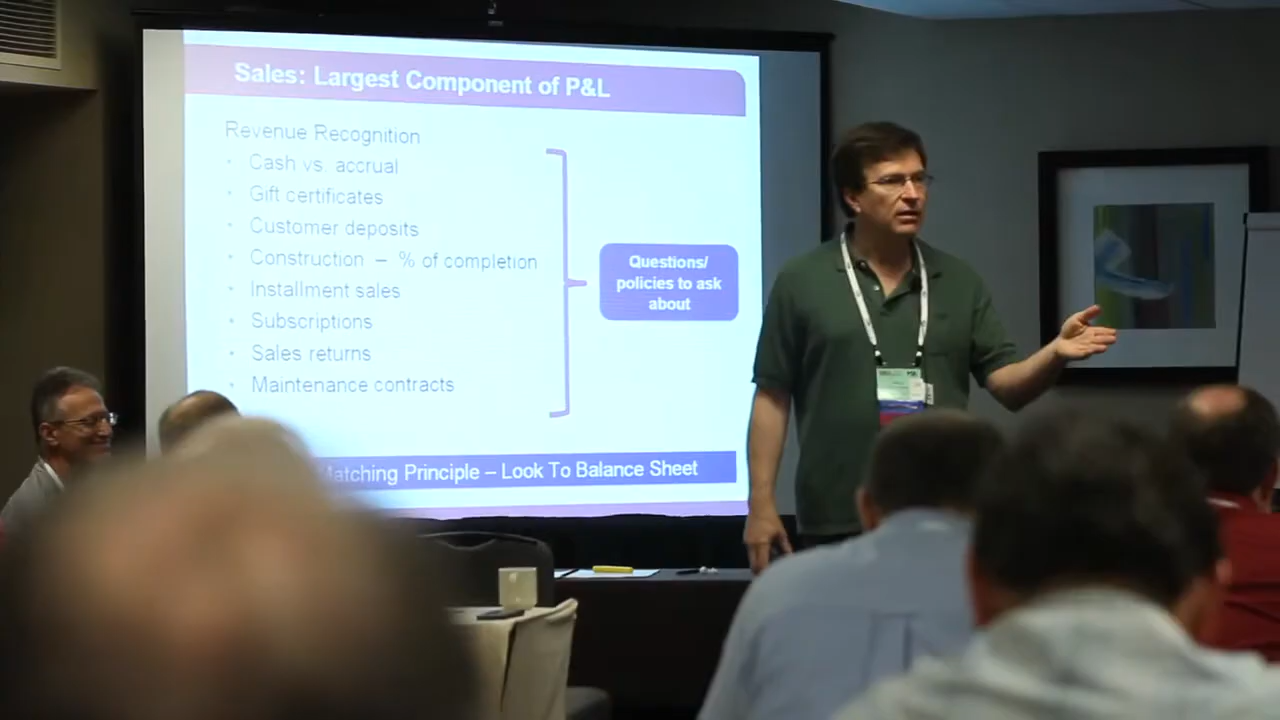 Sales: Largest Component of P&L
Revenue Recognition
• Cash vs. accrual
• Gift certificates
• Customer deposits
• Construction – % of completion
• Installment sales
• Subscriptions
• Sales returns
• Maintenance contracts
Questions/
policies to ask
about
Matching Principle – Look To Balance Sheet